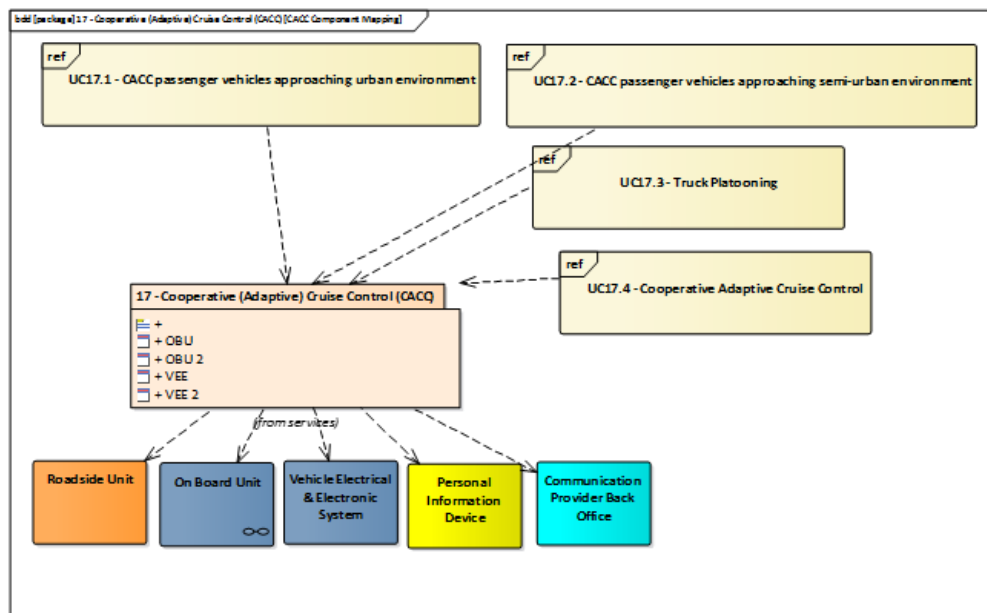 bdd [package] 17 - Cooperative (Adaptive) Cruise Control (CACC) [CACC Component Mapping]
ref
UC17.1 - CACC passenger vehicles approaching urban environment
ref
UC17.2 - CACC passenger vehicles approaching semi-urban environment
ref
UC17.3 - Truck Platooning
ref
UC17.4 - Cooperative Adaptive Cruise Control
17 - Cooperative (Adaptive) Cruise Control (CACC)
+
+ OBU
+ OBU 2
+ VEE
+ VEE 2
(from services)
Roadside Unit
On Board Unit
Vehicle Electrical
& Electronic
System
Personal
Information
Device
Communication
Provider Back
Office